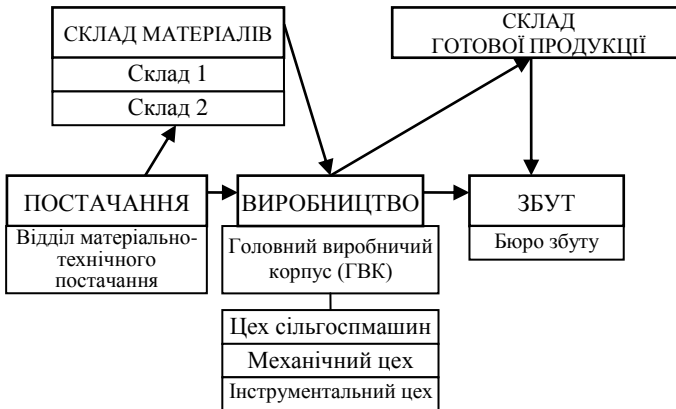 СКЛАД МАТЕРІАЛІВ
Склад 1
Склад 2
СКЛАД
ГОТОВОЇ ПРОДУКЦІЇ
ПОСТАЧАННЯ
Відділ матеріально-
технічного
постачання
ВИРОБНИЦТВО
Головний виробничий
корпус (ГВК)
Цех сільгоспмашин
Механічний цех
Інструментальний цех
ЗБУТ
Бюро збуту